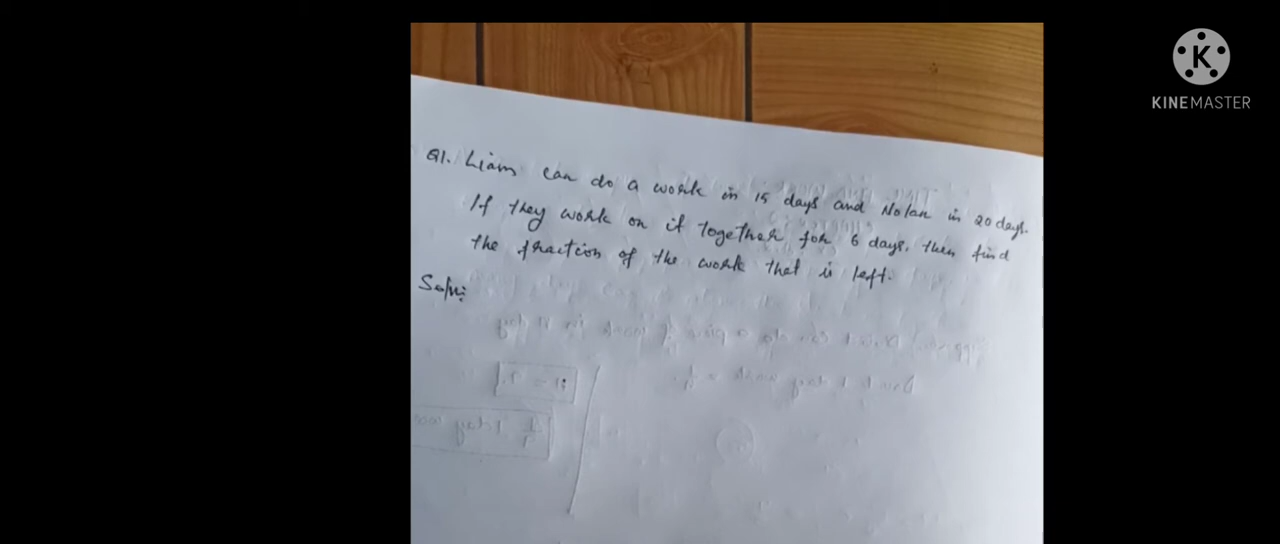 Q1. Liam can do a work in 15 days and Nolan in 20 days.
If they work on it together for 6 days, then find
the fraction of the work that is left.
Soln:
K
KINEMASTER